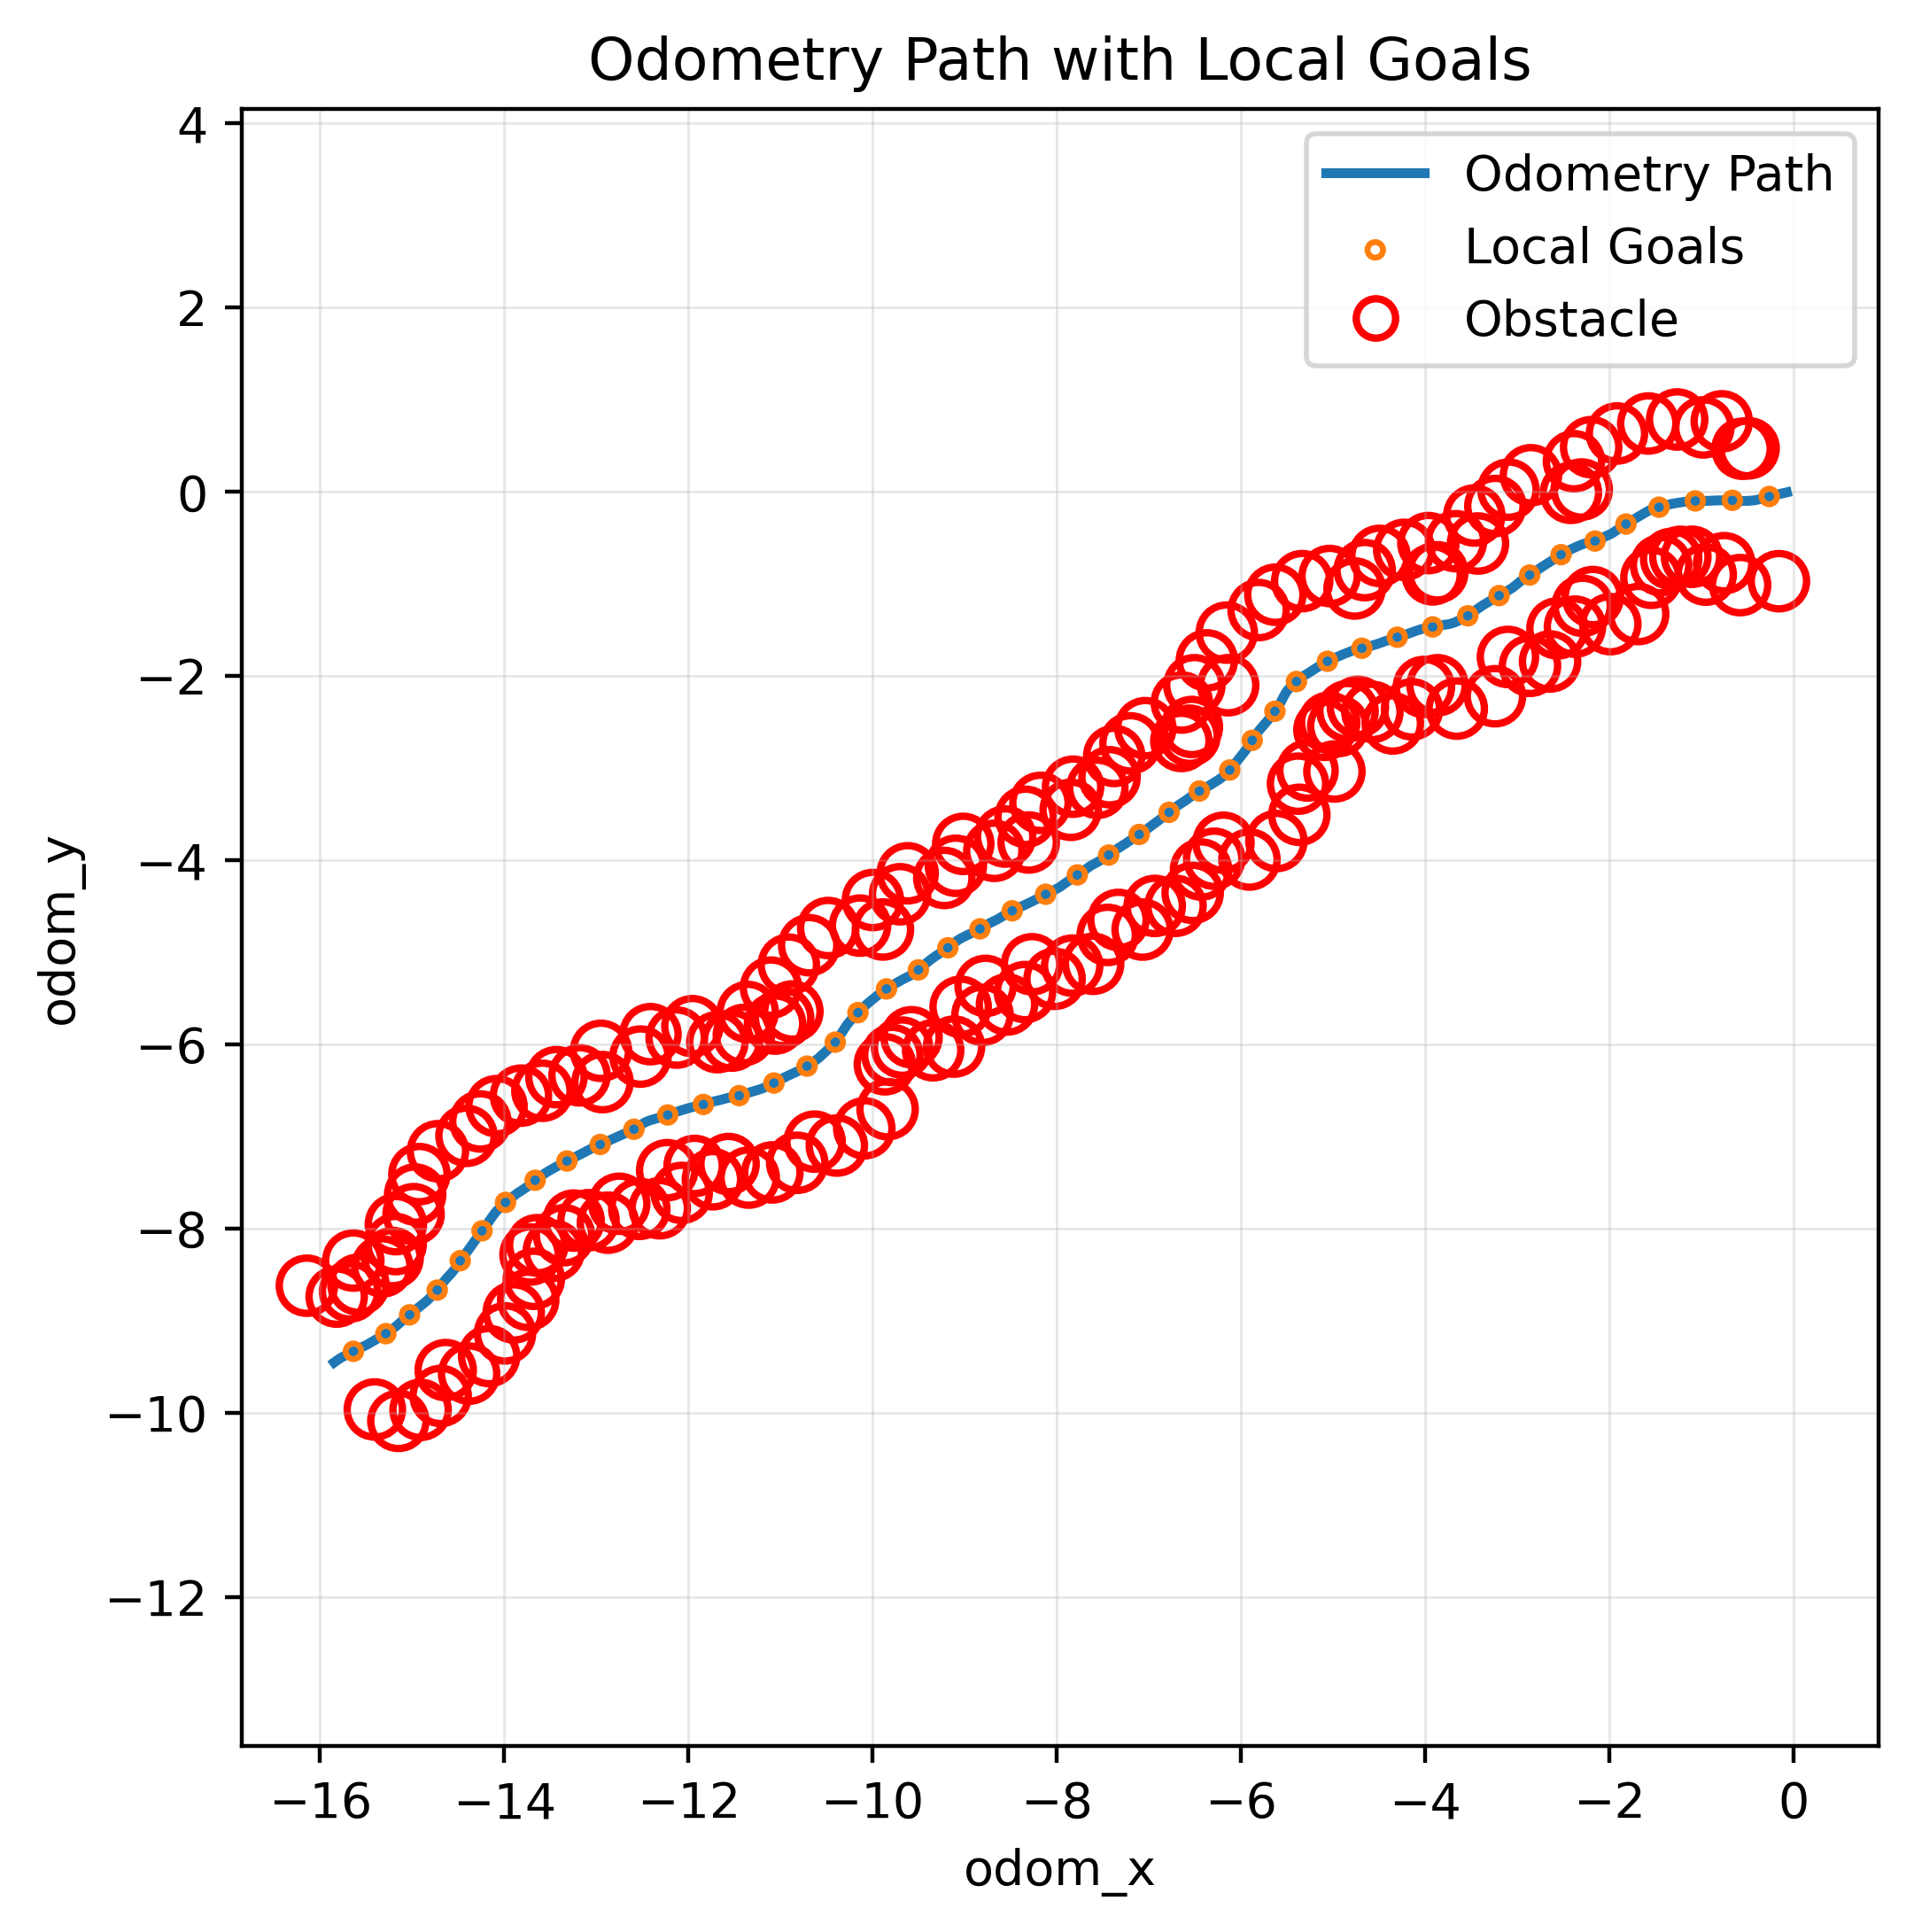 Odometry Path with Local Goals
4
2
0
−2
−4
−6
−8
−10
−12
odom_y
Odometry Path
Local Goals
Obstacle
−16 −14 −12 −10 −8 −6 −4 −2 0
odom_x